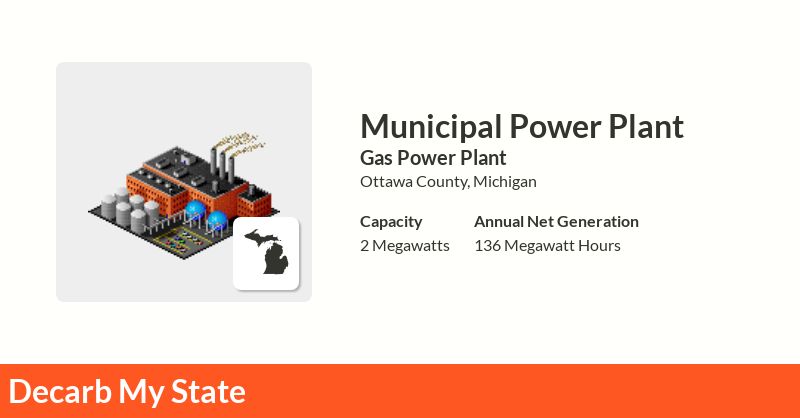 Municipal Power Plant
Gas Power Plant
Ottawa County, Michigan
Capacity
2 Megawatts
Annual Net Generation
136 Megawatt Hours
Decarb My State